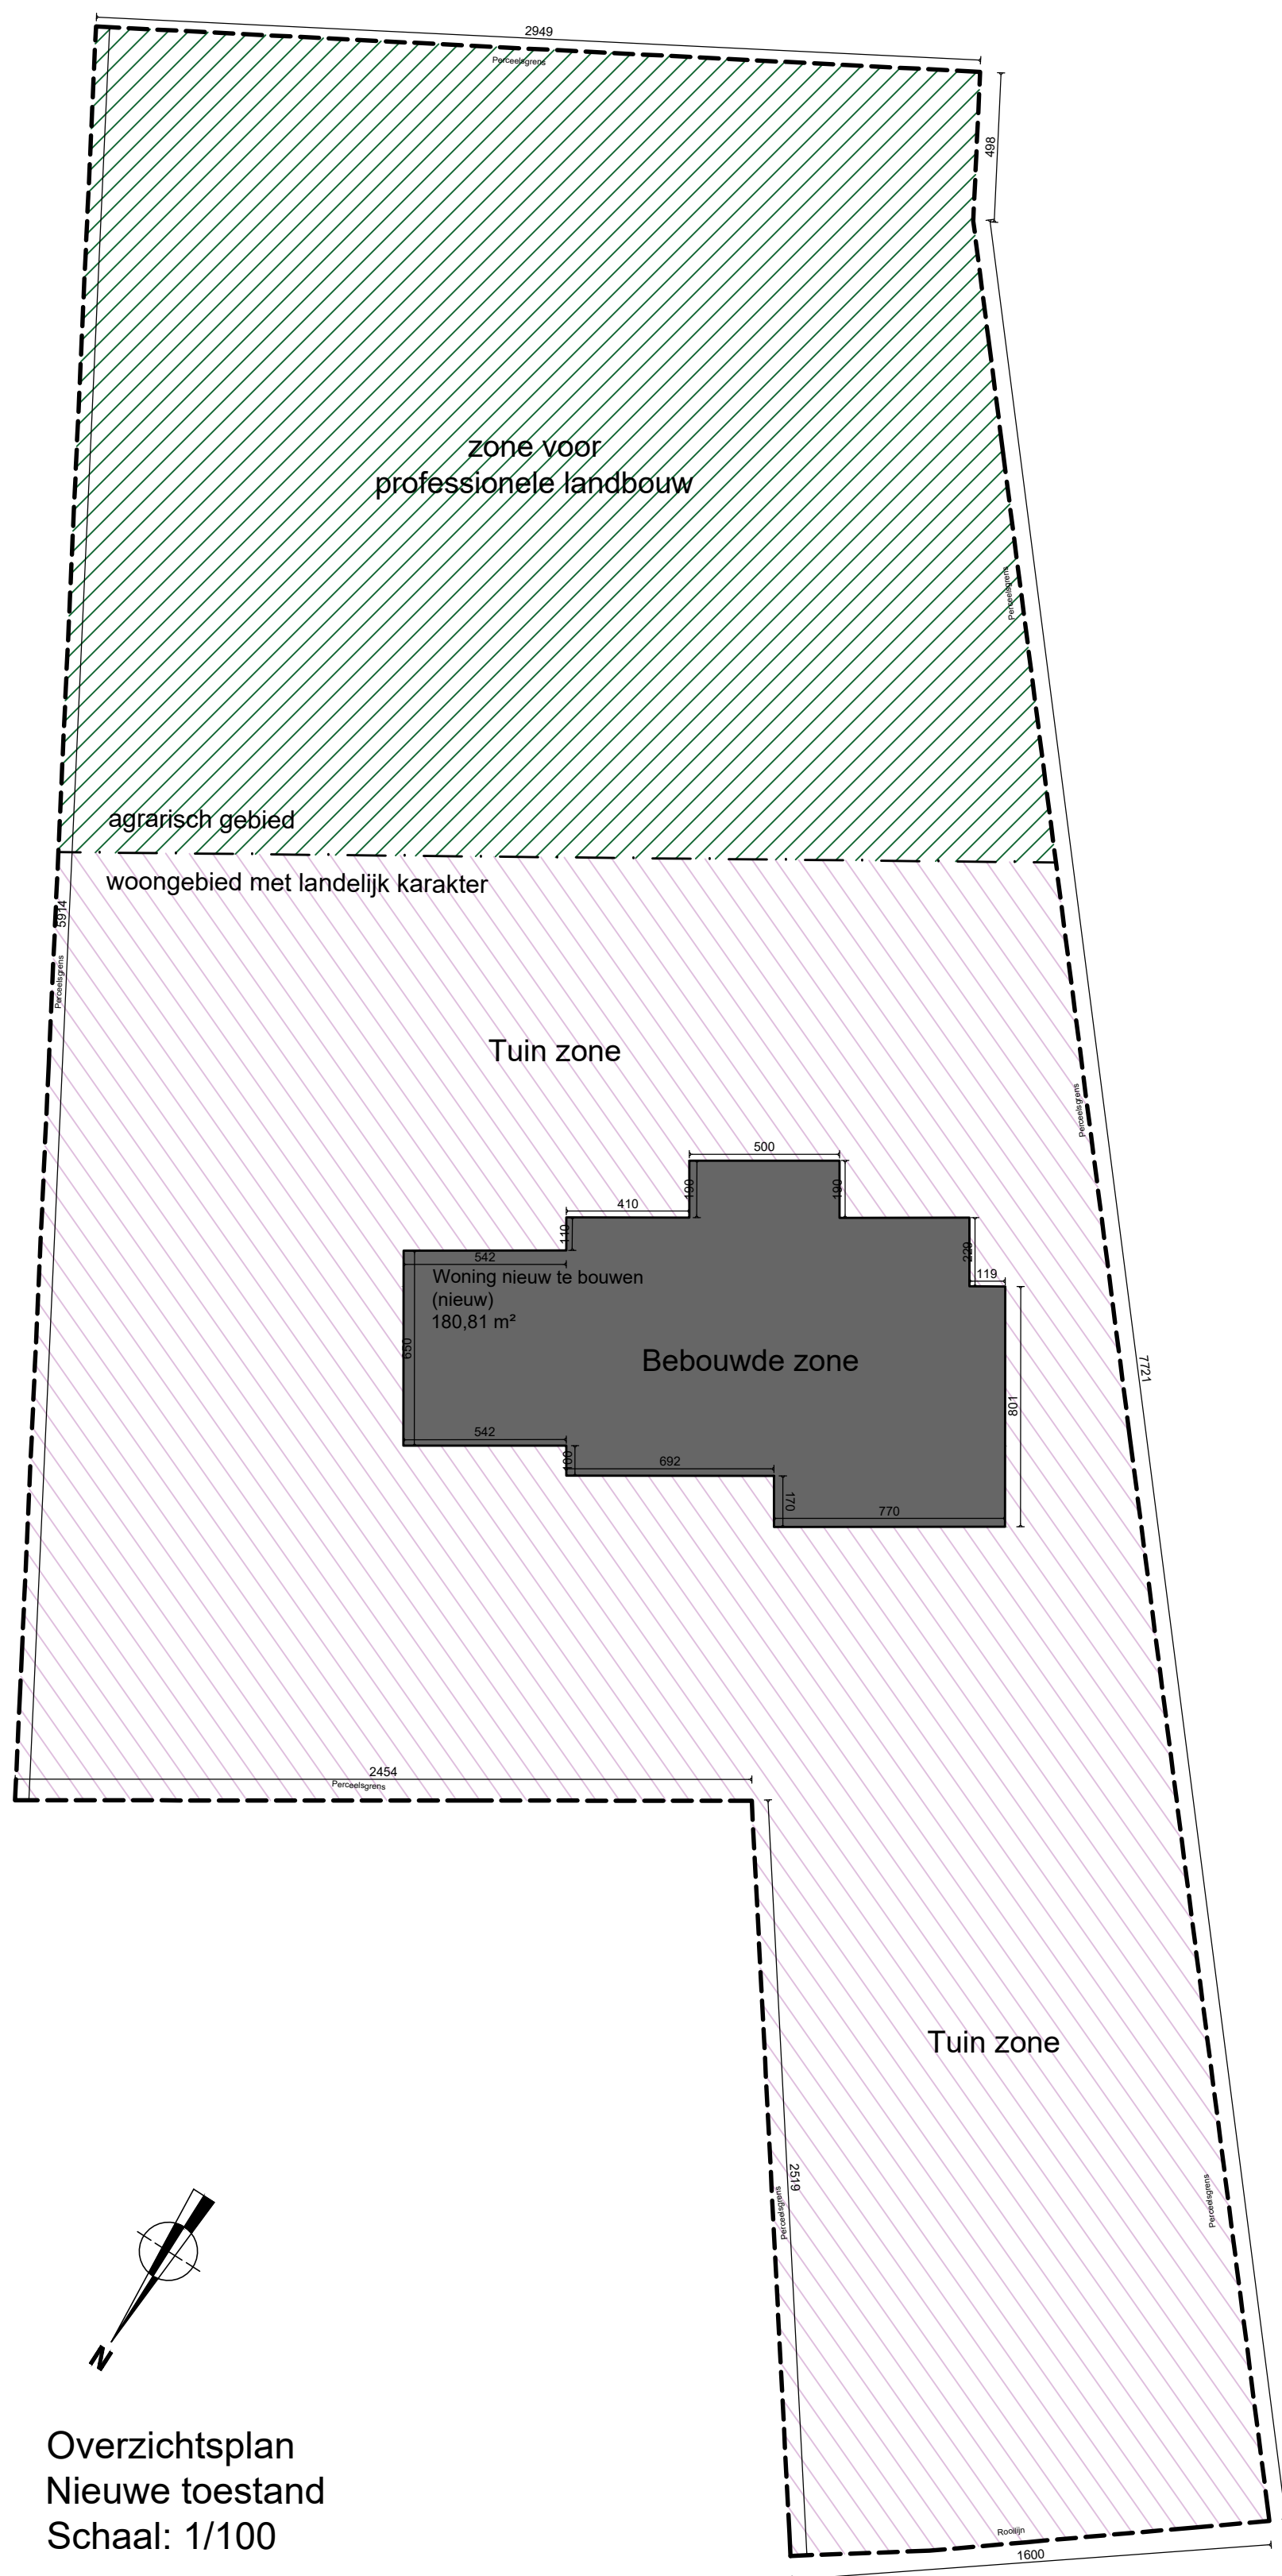 2949
Perceelsgrens
498
zone voor
professionele landbouw
Perceelsgrens
agrarisch gebied
woongebied met landelijk karakter
5914
Perceelsgrens
Tuin zone
Perceelsgrens
500
190
190
410
110
229
542
119
Woning nieuw te bouwen
(nieuw)
180,81 m²
650
Bebouwde zone
7721
801
542
100
692
170
770
2454
Perceelsgrens
Tuin zone
2519
Perceelsgrens
Perceelsgrens
N
Overzichtsplan
Nieuwe toestand
Schaal: 1/100
Rooilijn
1600